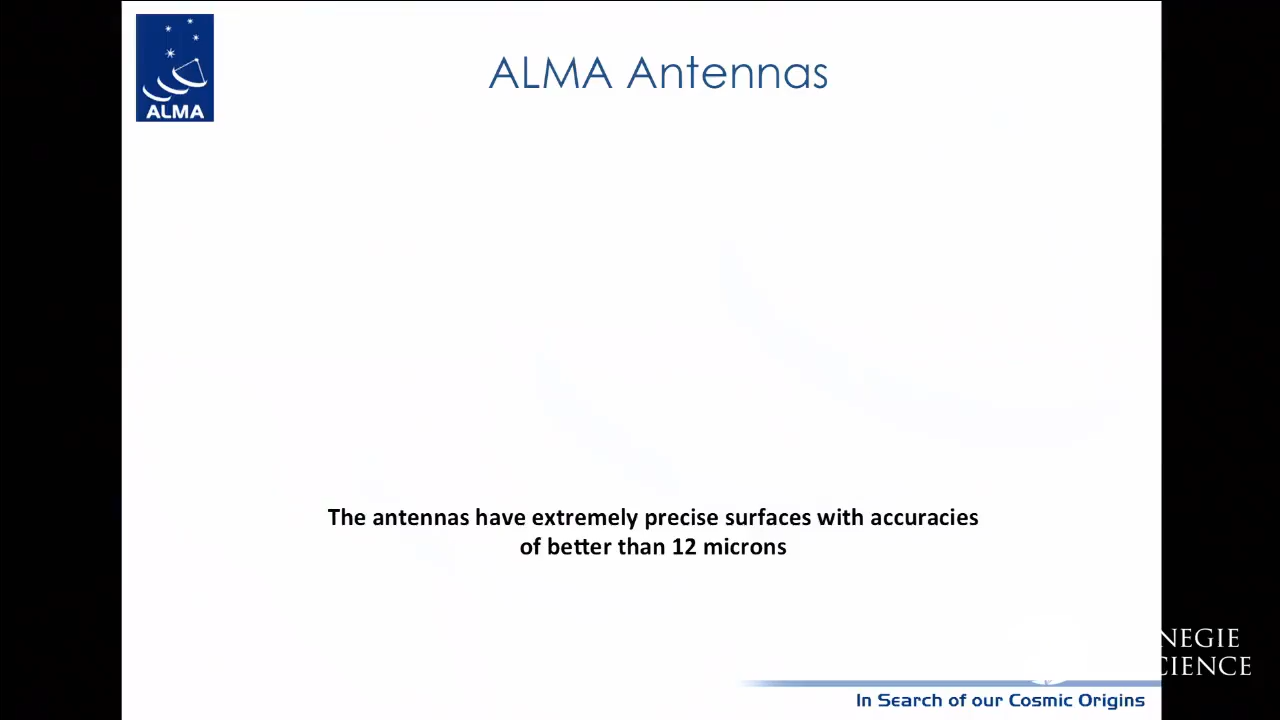 ALMA Antennas
ALMA
The antennas have extremely precise surfaces with accuracies
of better than 12 microns
NEGIE
CIENCE
In Search of our Cosmic Origins